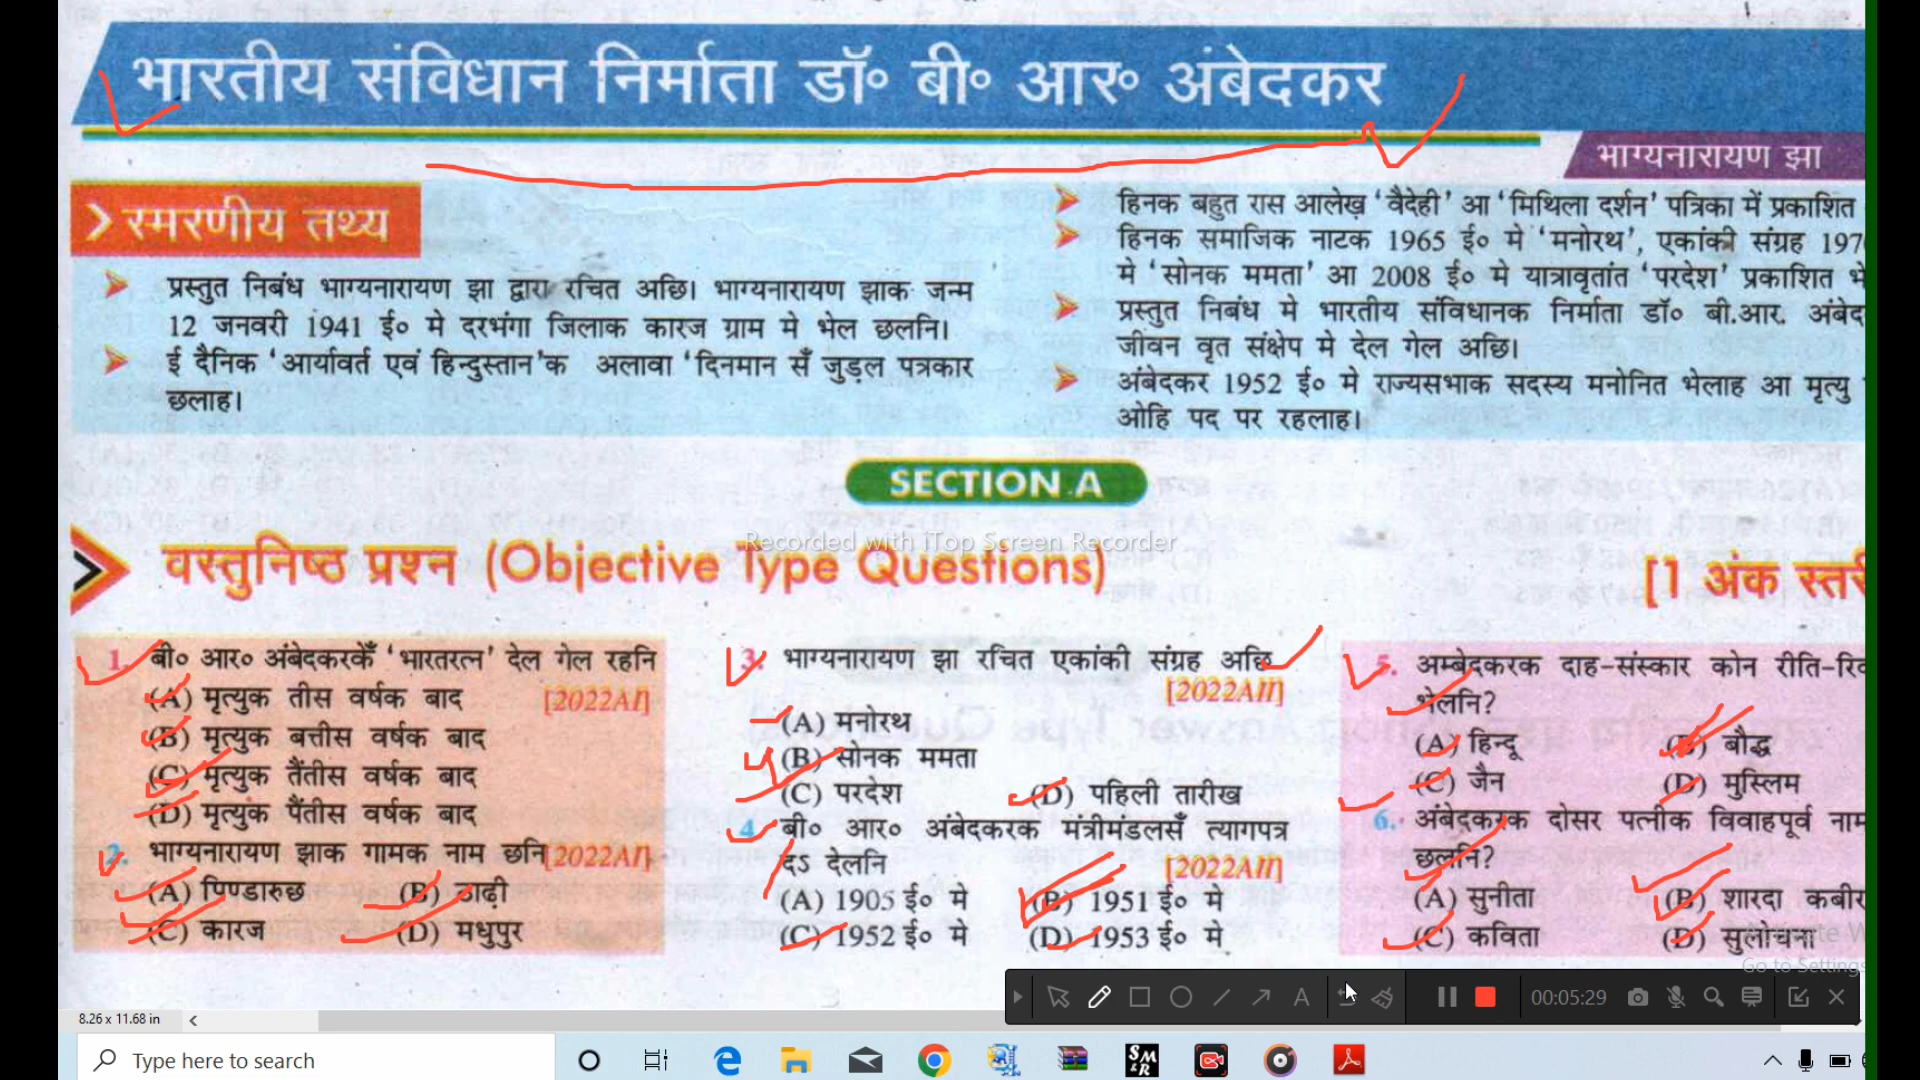 भारतीय संविधान निर्माता डॉ० बी० आर० अंबेदकर
भाग्यनारायण झा
स्मरणीय तथ्य
प्रस्तुत निबंध भाग्यनारायण झा द्वारा रचित अछि। भाग्यनारायण झाक जन्म
12 जनवरी 1941 ई० मे दरभंगा जिलाक कारज ग्राम मे भेल छलनि।
ई दैनिक ‘आर्यावर्त एवं हिन्दुस्तान’क अलावा ‘दिनमान सँ जुड़ल पत्रकार
छलाह।
हिनक बहुत रास आलेख ‘वैदेही’ आ ‘मिथिला दर्शन’ पत्रिका में प्रकाशित
हिनक समाजिक नाटक 1965 ई० मे ‘मनोरथ’, एकांकी संग्रह 197
मे ‘सोनक ममता’ आ 2008 ई० मे यात्रावृतांत ‘परदेश’ प्रकाशित
प्रस्तुत निबंध मे भारतीय संविधानक निर्माता डॉ० बी.आर. अंबेद
जीवन वृत संक्षेप मे देल गेल अछि।
अंबेदकर 1952 ई० मे राज्यसभाक सदस्य मनोनित भेलाह आ मृत्यु
ओहि पद पर रहलाह।
SECTION A
वस्तुनिष्ठ प्रश्न (Objective Type Questions)
[1 अंक स्तरी
Recorded with iTop Screen Recorder
1. बी० आर० अंबेदकरकेँ ‘भारतरत्न’ देल गेल रहनि
(A) मृत्युक तीस वर्षक बाद [2022AI]
(B) मृत्युक बत्तीस वर्षक बाद
(C) मृत्युक तैंतीस वर्षक बाद
(D) मृत्युक पैंतीस वर्षक बाद
2. भाग्यनारायण झाक गामक नाम छनि [2022AI]
(A) पिण्डारुछ (B) ठाढ़ी
(C) कारज (D) मधुपुर
3. भाग्यनारायण झा रचित एकांकी संग्रह अछि
[2022AII]
(A) मनोरथ
(B) सोनक ममता
(C) परदेश (D) पहिली तारीख
4. बी० आर० अंबेदकरक मंत्रीमंडलसँ त्यागपत्र
दऽ देलनि [2022AII]
(A) 1905 ई० मे (B) 1951 ई० मे
(C) 1952 ई० मे (D) 1953 ई० मे
5. अम्बेदकरक दाह-संस्कार कोन रीति-रि
भेलनि?
(A) हिन्दू (B) बौद्ध
(C) जैन (D) मुस्लिम
6. अंबेदकरक दोसर पत्नीक विवाहपूर्व नाम
छलनि?
(A) सुनीता (B) शारदा कबीर
(C) कविता (D) सुलोचना
Go to Settings
00:05:29
8.26 x 11.68 in
Type here to search